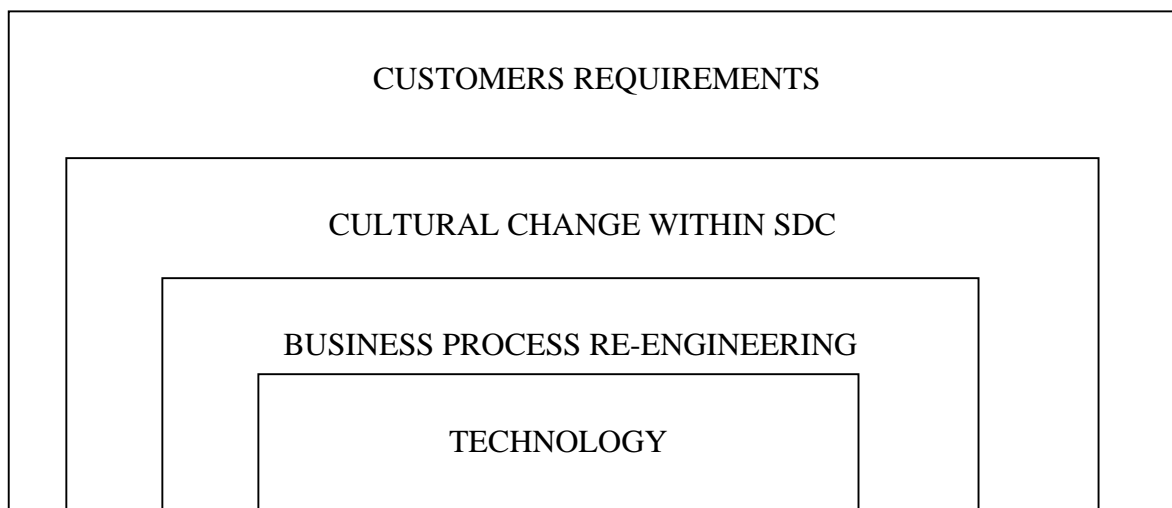 CUSTOMERS REQUIREMENTS
CULTURAL CHANGE WITHIN SDC
BUSINESS PROCESS RE-ENGINEERING
TECHNOLOGY